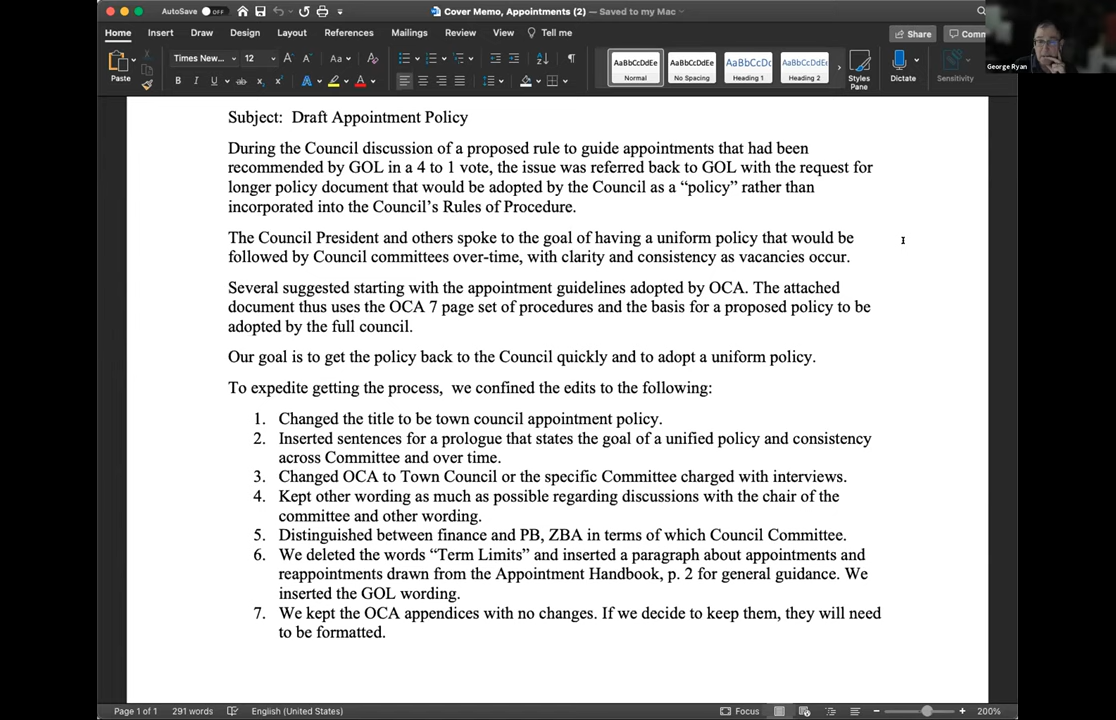 AutoSave OFF Cover Memo, Appointments (2) — Saved to my Mac
Home Insert Draw Design Layout References Mailings Review View Tell me Share Comm
Paste Times New... 12 A A Aa A
B I U ab x x A A
AaBbCcDdEe AaBbCcDdEe AaBbCcDc AaBbCcDdEe
Normal No Spacing Heading 1 Heading 2 Styles Pane Dictate Sensitivity
George Ryan
Subject: Draft Appointment Policy
During the Council discussion of a proposed rule to guide appointments that had been
recommended by GOL in a 4 to 1 vote, the issue was referred back to GOL with the request for
longer policy document that would be adopted by the Council as a “policy” rather than
incorporated into the Council’s Rules of Procedure.
The Council President and others spoke to the goal of having a uniform policy that would be
followed by Council committees over-time, with clarity and consistency as vacancies occur.
Several suggested starting with the appointment guidelines adopted by OCA. The attached
document thus uses the OCA 7 page set of procedures and the basis for a proposed policy to be
adopted by the full council.
Our goal is to get the policy back to the Council quickly and to adopt a uniform policy.
To expedite getting the process, we confined the edits to the following:
1. Changed the title to be town council appointment policy.
2. Inserted sentences for a prologue that states the goal of a unified policy and consistency
across Committee and over time.
3. Changed OCA to Town Council or the specific Committee charged with interviews.
4. Kept other wording as much as possible regarding discussions with the chair of the
committee and other wording.
5. Distinguished between finance and PB, ZBA in terms of which Council Committee.
6. We deleted the words “Term Limits” and inserted a paragraph about appointments and
reappointments drawn from the Appointment Handbook, p. 2 for general guidance. We
inserted the GOL wording.
7. We kept the OCA appendices with no changes. If we decide to keep them, they will need
to be formatted.
Page 1 of 1 291 words English (United States) Focus 200%